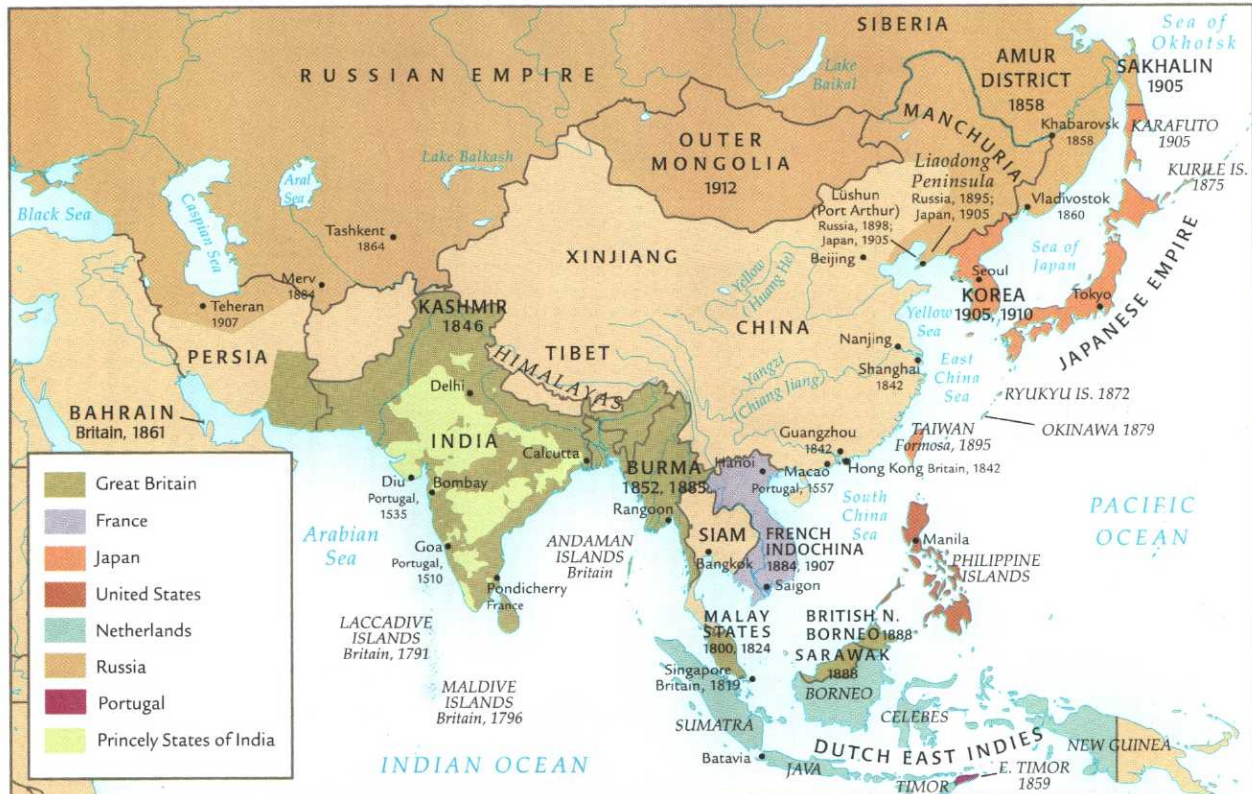 SIBERIA
Sea of
Okhotsk
RUSSIAN EMPIRE
Lake
Baikal
AMUR
DISTRICT
1858
SAKHALIN
1905
MANCHURIA
Khabarovsk
1858
KARAFUTO
1905
OUTER
MONGOLIA
1912
Lake Balkash
Aral
Sea
Black Sea
Caspian Sea
Liaodong
Peninsula
Russia, 1895;
Japan, 1905
KURILE IS.
1875
Lüshun
(Port Arthur)
Russia, 1898;
Japan, 1905
Vladivostok
1860
Tashkent
1864
XINJIANG
Beijing
Sea of
Japan
Merv
1884
Teheran
1907
Yellow
(Huang He)
Seoul
KOREA
1905, 1910
Tokyo
JAPANESE EMPIRE
KASHMIR
1846
CHINA
Yellow
Sea
PERSIA
TIBET
HIMALAYAS
Nanjing
Shanghai
1842
East
China
Sea
Yangzi
(Chiang Jiang)
Delhi
RYUKYU IS. 1872
BAHRAIN
Britain, 1861
INDIA
Guangzhou
1842
TAIWAN
Formosa, 1895
OKINAWA 1879
Calcutta
BURMA
1852, 1885
Hanoi
Macao
Portugal, 1557
Hong Kong Britain, 1842
Diu
Portugal,
1535
Bombay
Rangoon
South
China
Sea
PACIFIC
OCEAN
Arabian
Sea
SIAM
Bangkok
FRENCH
INDOCHINA
1884, 1907
Saigon
Manila
PHILIPPINE
ISLANDS
Goa
Portugal,
1510
ANDAMAN
ISLANDS
Britain
Pondicherry
France
LACCADIVE
ISLANDS
Britain, 1791
MALAY
STATES
1800, 1824
BRITISH N.
BORNEO 1888
SARAWAK
1888
Singapore
Britain, 1819
BORNEO
MALDIVE
ISLANDS
Britain, 1796
SUMATRA
CELEBES
DUTCH EAST INDIES
NEW GUINEA
Batavia
JAVA
TIMOR
E. TIMOR
1859
INDIAN OCEAN
Great Britain
France
Japan
United States
Netherlands
Russia
Portugal
Princely States of India